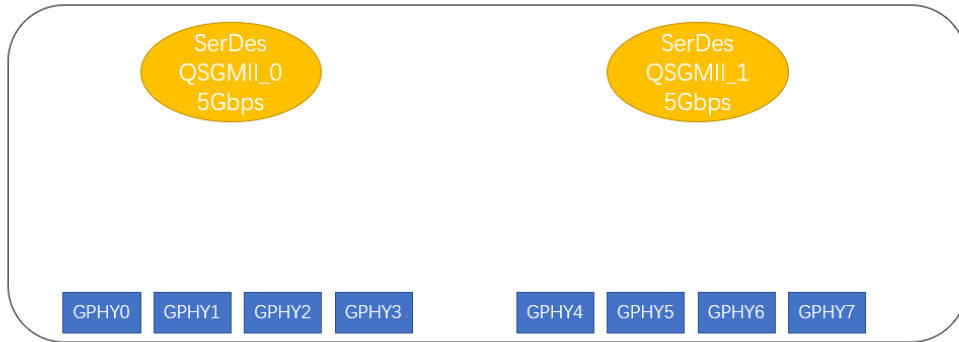 SerDes
QSGMII_0
5Gbps
SerDes
QSGMII_1
5Gbps
GPHY0
GPHY1
GPHY2
GPHY3
GPHY4
GPHY5
GPHY6
GPHY7